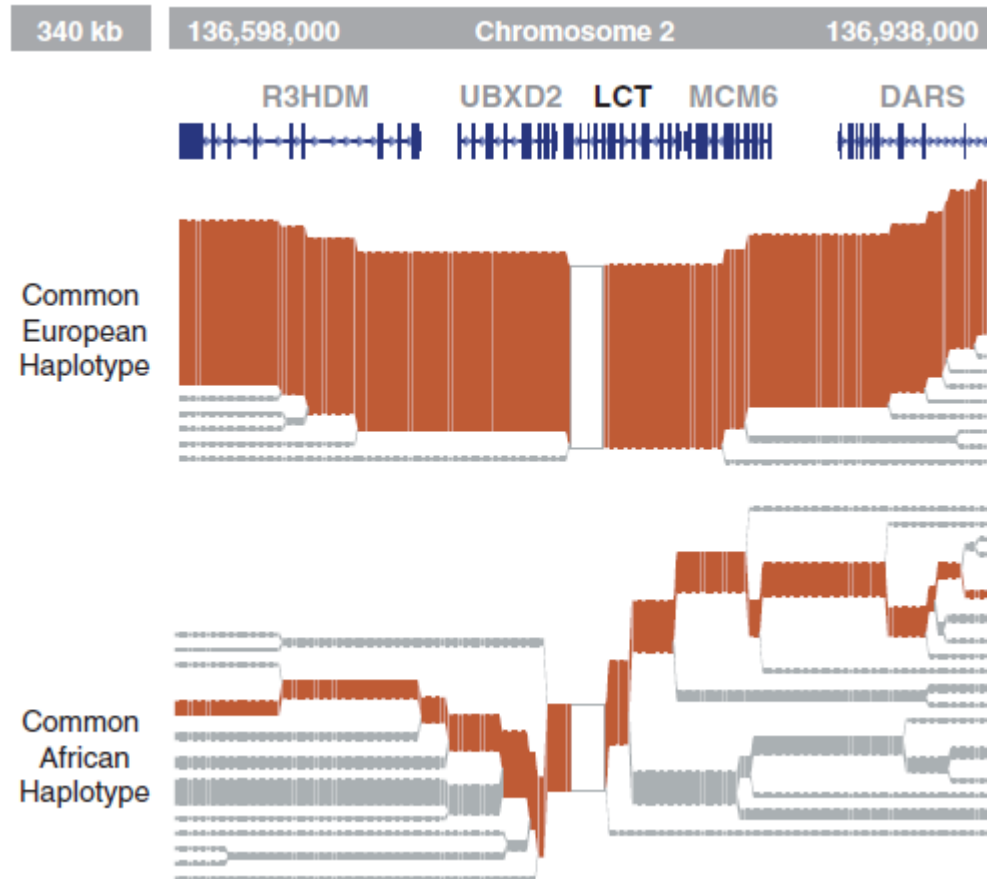 340 kb 136,598,000 Chromosome 2 136,938,000
R3HDM UBXD2 LCT MCM6 DARS
Common
European
Haplotype
Common
African
Haplotype